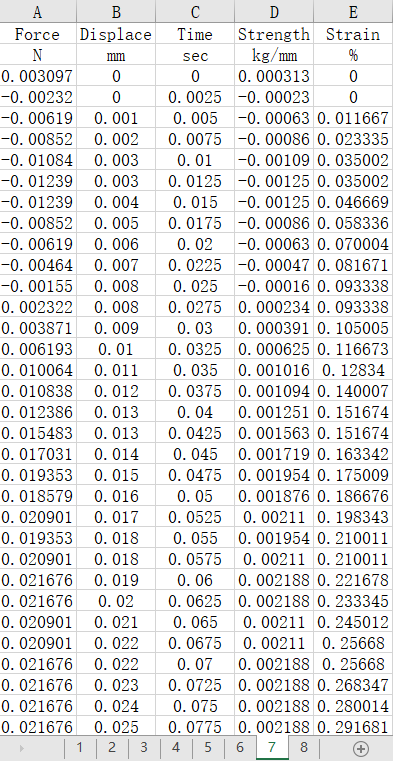 A B C D E
Force Displace Time Strength Strain
N mm sec kg/mm %
0.003097 0 0 0.000313 0
-0.00232 0 0.0025 -0.00023 0
-0.00619 0.001 0.005 -0.00063 0.011667
-0.00852 0.002 0.0075 -0.00086 0.023335
-0.01084 0.003 0.01 -0.00109 0.035002
-0.01239 0.003 0.0125 -0.00125 0.035002
-0.01239 0.004 0.015 -0.00125 0.046669
-0.00852 0.005 0.0175 -0.00086 0.058336
-0.00619 0.006 0.02 -0.00063 0.070004
-0.00464 0.007 0.0225 -0.00047 0.081671
-0.00155 0.008 0.025 -0.00016 0.093338
0.002322 0.008 0.0275 0.000234 0.093338
0.003871 0.009 0.03 0.000391 0.105005
0.006193 0.01 0.0325 0.000625 0.116673
0.010064 0.011 0.035 0.001016 0.12834
0.010838 0.012 0.0375 0.001094 0.140007
0.012386 0.013 0.04 0.001251 0.151674
0.015483 0.013 0.0425 0.001563 0.151674
0.017031 0.014 0.045 0.001719 0.163342
0.019353 0.015 0.0475 0.001954 0.175009
0.018579 0.016 0.05 0.001876 0.186676
0.020901 0.017 0.0525 0.00211 0.198343
0.019353 0.018 0.055 0.001954 0.210011
0.020901 0.018 0.0575 0.00211 0.210011
0.021676 0.019 0.06 0.002188 0.221678
0.021676 0.02 0.0625 0.002188 0.233345
0.020901 0.021 0.065 0.00211 0.245012
0.020901 0.022 0.0675 0.00211 0.25668
0.021676 0.022 0.07 0.002188 0.25668
0.021676 0.023 0.0725 0.002188 0.268347
0.021676 0.024 0.075 0.002188 0.280014
0.021676 0.025 0.0775 0.002188 0.291681
1 2 3 4 5 6 7 8